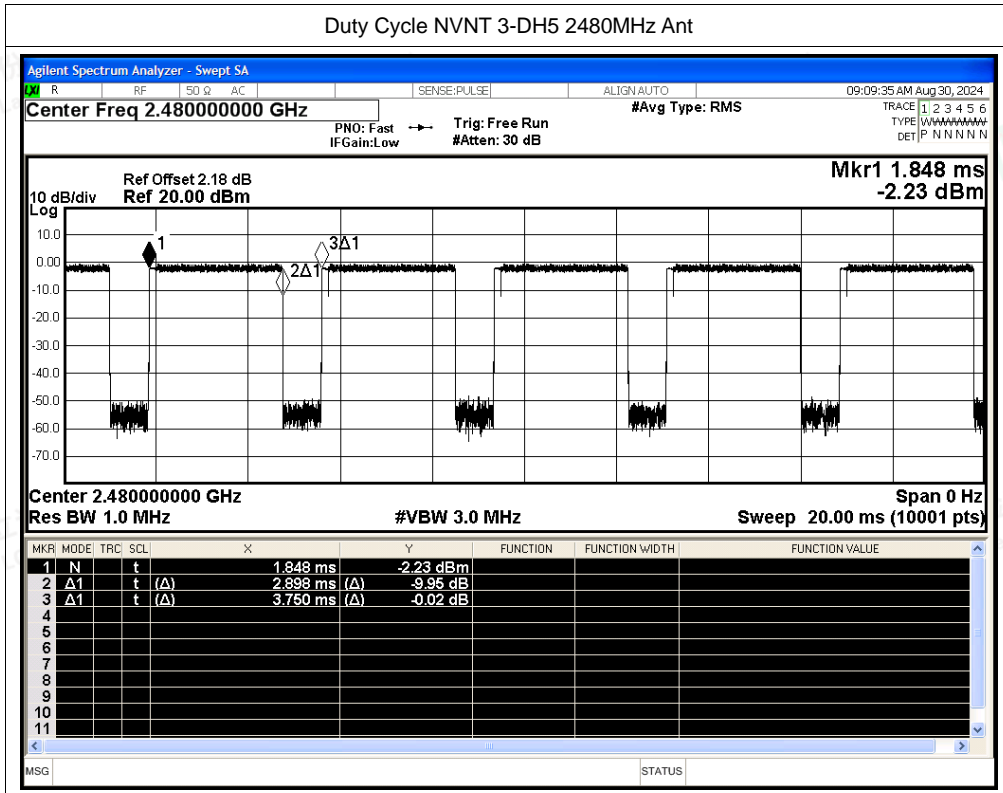 Duty Cycle NVNT 3-DH5 2480MHz Ant
Agilent Spectrum Analyzer - Swept SA
LXI R RF 50 Ω AC SENSE:PULSE ALIGN AUTO 09:09:35 AM Aug 30, 2024
Center Freq 2.480000000 GHz #Avg Type: RMS TRACE 1 2 3 4 5 6
PNO: Fast Trig: Free Run TYPE
IFGain:Low #Atten: 30 dB DET P N N N N N
Mkr1 1.848 ms
Ref Offset 2.18 dB
-2.23 dBm
10 dB/div Ref 20.00 dBm
Log
10.0
1
3Δ1
0.00
2Δ1
-10.0
-20.0
-30.0
-40.0
-50.0
-60.0
-70.0
Center 2.480000000 GHz Span 0 Hz
Res BW 1.0 MHz #VBW 3.0 MHz Sweep 20.00 ms (10001 pts)
MKR MODE TRC SCL X Y FUNCTION FUNCTION WIDTH FUNCTION VALUE
1 N t 1.848 ms -2.23 dBm
2 Δ1 t (Δ) 2.898 ms (Δ) -9.95 dB
3 Δ1 t (Δ) 3.750 ms (Δ) -0.02 dB
4
5
6
7
8
9
10
11
MSG STATUS